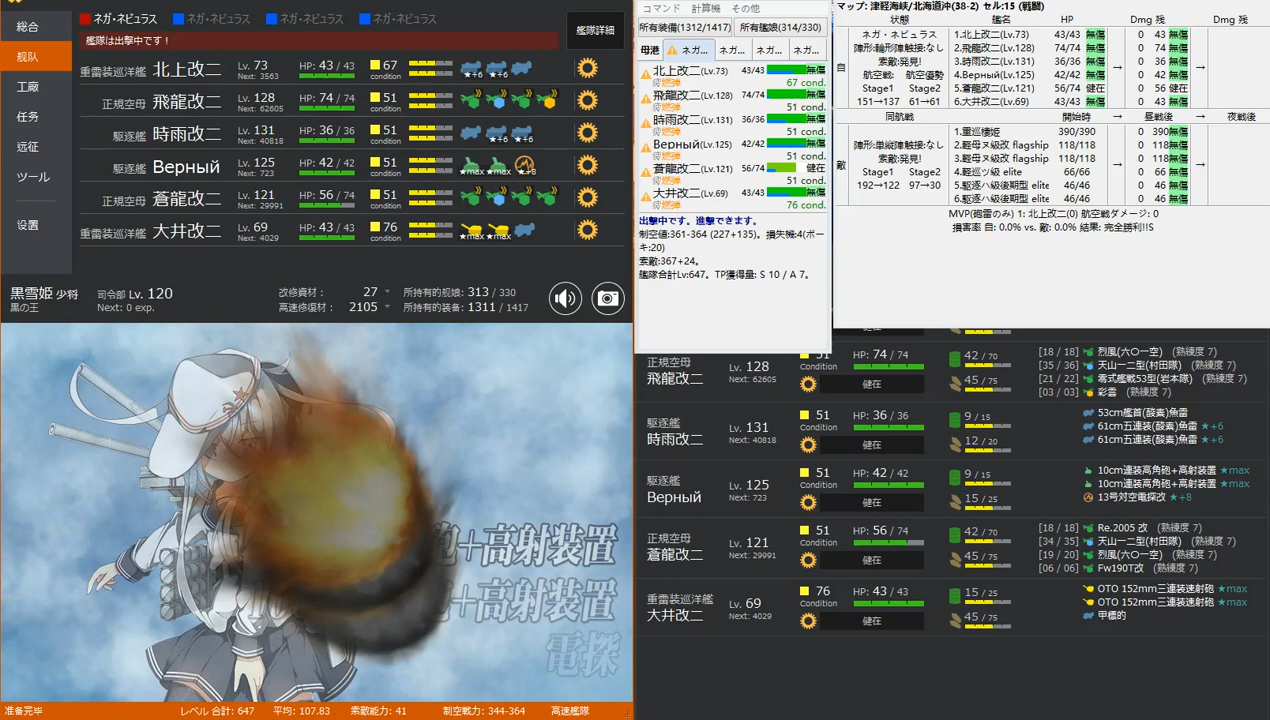 総合
舰队
工廠
任务
远征
ツール
设置
ネガ・ネビュラス
ネガ・ネビュラス
ネガ・ネビュラス
ネガ・ネビュラス
艦隊は出撃中です！
艦隊詳細
重雷装巡洋艦 北上改二 Lv. 73 Next: 3563 HP: 43 / 43 67 condition ★+6 ★+6
正規空母 飛龍改二 Lv. 128 Next: 62605 HP: 74 / 74 51 condition
駆逐艦 時雨改二 Lv. 131 Next: 40818 HP: 36 / 36 51 condition ★+6 ★+6
駆逐艦 Верный Lv. 125 Next: 723 HP: 42 / 42 51 condition ★max ★max ★+8
正規空母 蒼龍改二 Lv. 121 Next: 29991 HP: 56 / 74 51 condition
重雷装巡洋艦 大井改二 Lv. 69 Next: 4029 HP: 43 / 43 76 condition ★max ★max
黒雪姫 少将 司令部 Lv. 120 改修資材： 27 所持有的舰娘: 313 / 330
黒の王 Next: 0 exp. 高速修復材： 2105 所持有的装备: 1311 / 1417
砲+高射装置
+高射装置
電探
准备完毕 レベル 合計: 647 平均: 107.83 索敵能力: 41 制空戦力: 344-364 高速艦隊
コマンド 計算機 その他
所有装備(1312/1417) 所有艦娘(314/330)
母港 ネガ... ネガ... ネガ... ネガ...
北上改二(Lv.73) 43/43 無傷
疲燃弾 67 cond.
飛龍改二(Lv.128) 74/74 無傷
疲燃弾 51 cond.
時雨改二(Lv.131) 36/36 無傷
疲燃弾 51 cond.
Верный(Lv.125) 42/42 無傷
疲燃弾 51 cond.
蒼龍改二(Lv.121) 56/74 健在
疲燃弾 51 cond.
大井改二(Lv.69) 43/43 無傷
疲燃弾 76 cond.
出撃中です。進撃できます。
制空値:361-364 (227+135)。損失機:4(ボーキ:20)
索敵:367+24。
艦隊合計Lv:647。TP獲得量: S 10 / A 7。
マップ: 津軽海峡/北海道沖(38-2) セル:15 (戦闘)
状態 艦名 HP Dmg 残 Dmg 残
自
ネガ・ネビュラス 1.北上改二(Lv.73) 43/43 無傷 0 43 無傷
陣形:輪形陣触接:なし 2.飛龍改二(Lv.128) 74/74 無傷 0 74 無傷
索敵:発見! 3.時雨改二(Lv.131) 36/36 無傷 → 0 36 無傷 →
航空戦: 航空優勢 4.Верный(Lv.125) 42/42 無傷 0 42 無傷
Stage1 Stage2 5.蒼龍改二(Lv.121) 56/74 健在 0 56 健在
151→137 61→61 6.大井改二(Lv.69) 43/43 無傷 0 43 無傷
同航戦 開始時 → 昼戦後 → 夜戦後
敵
1.重巡棲姫 390/390 0 390 無傷
陣形:単縦陣触接:なし 2.軽母ヌ級改 flagship 118/118 0 118 無傷
索敵:発見! 3.軽母ヌ級改 flagship 118/118 → 0 118 無傷 →
Stage1 Stage2 4.軽巡ツ級 elite 66/66 0 66 無傷
192→122 97→30 5.駆逐ハ級後期型 elite 46/46 0 46 無傷
6.駆逐ハ級後期型 elite 46/46 0 46 無傷
MVP(砲雷のみ) 1: 北上改二(0) 航空戦ダメージ: 0
損害率 自: 0.0% vs. 敵: 0.0% 結果: 完全勝利!!S
正規空母 飛龍改二 Lv. 128 Next: 62605 51 Condition HP: 74 / 74 健在 42 / 70 45 / 75
[18 / 18] 烈風(六〇一空) (熟練度 7)
[35 / 36] 天山一二型(村田隊) (熟練度 7)
[21 / 22] 零式艦戦53型(岩本隊) (熟練度 7)
[03 / 03] 彩雲 (熟練度 7)
駆逐艦 時雨改二 Lv. 131 Next: 40818 51 Condition HP: 36 / 36 健在 9 / 15 12 / 20
53cm艦首(酸素)魚雷
61cm五連装(酸素)魚雷 ★+6
61cm五連装(酸素)魚雷 ★+6
駆逐艦 Верный Lv. 125 Next: 723 51 Condition HP: 42 / 42 健在 9 / 15 15 / 25
10cm連装高角砲+高射装置 ★max
10cm連装高角砲+高射装置 ★max
13号対空電探改 ★+8
正規空母 蒼龍改二 Lv. 121 Next: 29991 51 Condition HP: 56 / 74 健在 42 / 70 45 / 75
[18 / 18] Re.2005 改 (熟練度 7)
[34 / 35] 天山一二型(村田隊) (熟練度 7)
[19 / 20] 烈風(六〇一空) (熟練度 7)
[06 / 06] Fw190T改 (熟練度 7)
重雷装巡洋艦 大井改二 Lv. 69 Next: 4029 76 Condition HP: 43 / 43 健在 15 / 25 45 / 75
OTO 152mm三連装速射砲 ★max
OTO 152mm三連装速射砲 ★max
甲標的